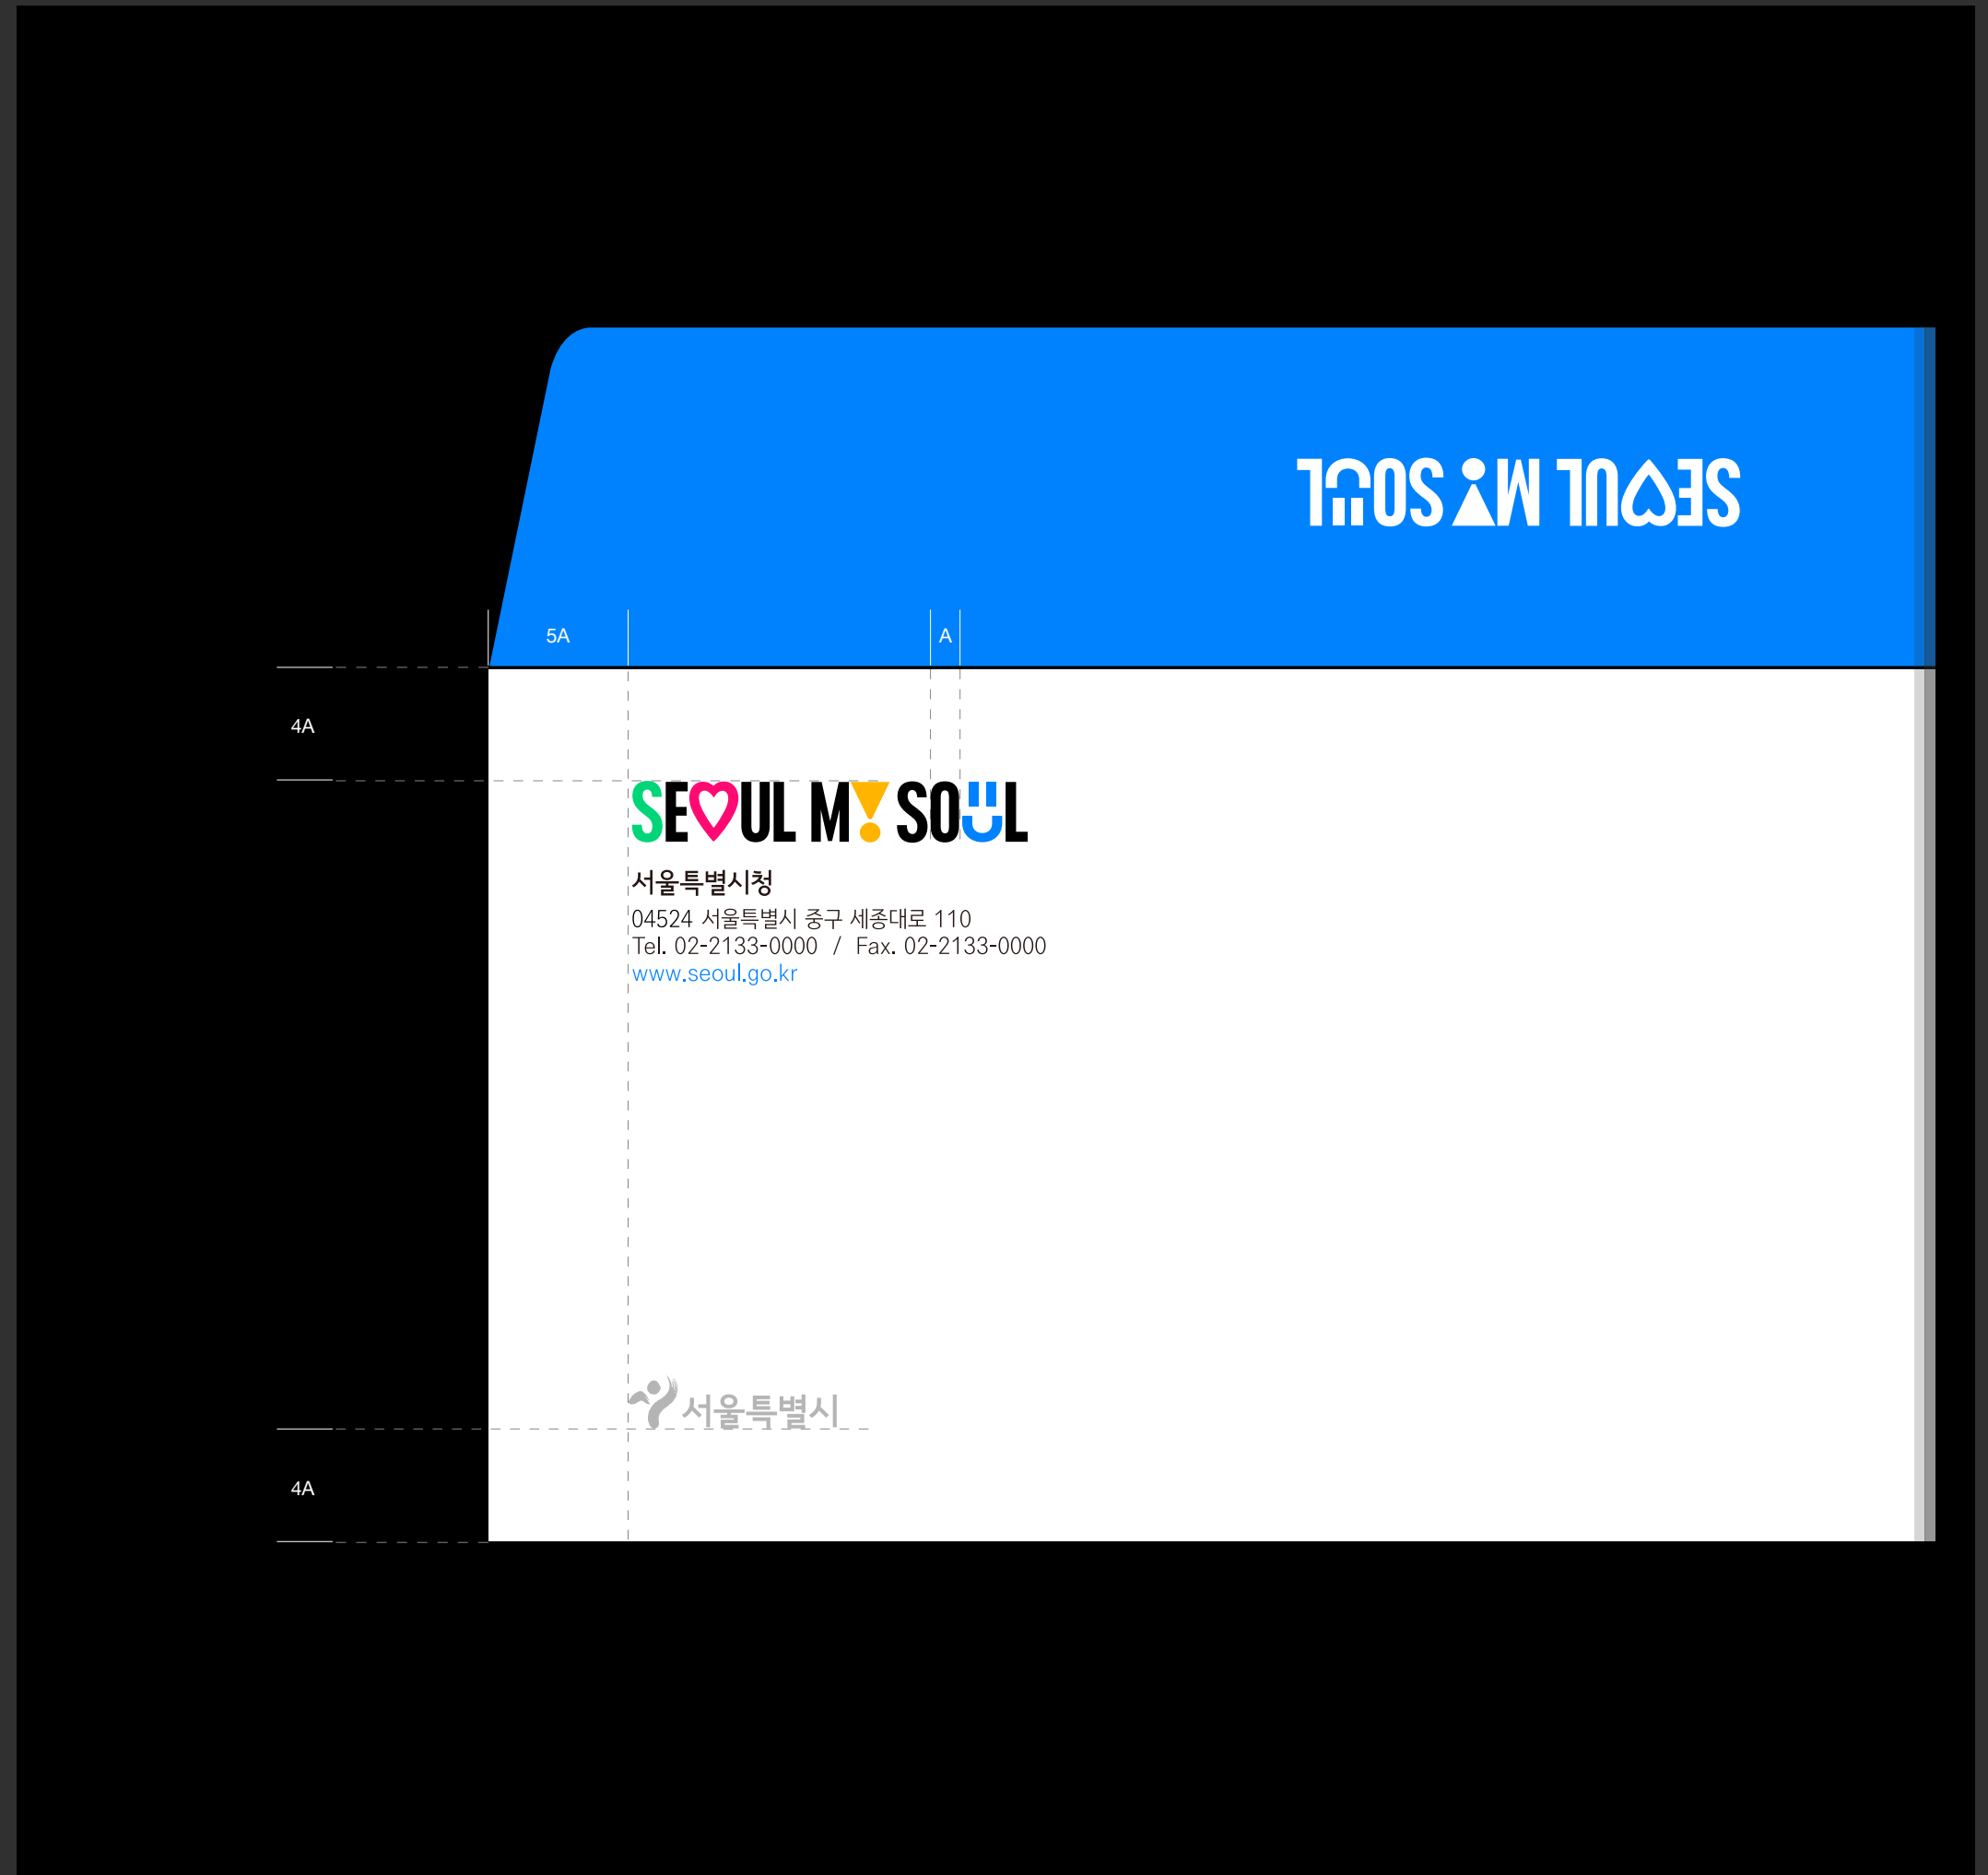 SEOUL MY SOUL
5A
A
4A
SEOUL MY SOUL
서울특별시청
04524 서울특별시 중구 세종대로 110
Tel. 02-2133-0000 / Fax. 02-2133-0000
www.seoul.go.kr
서울특별시
4A